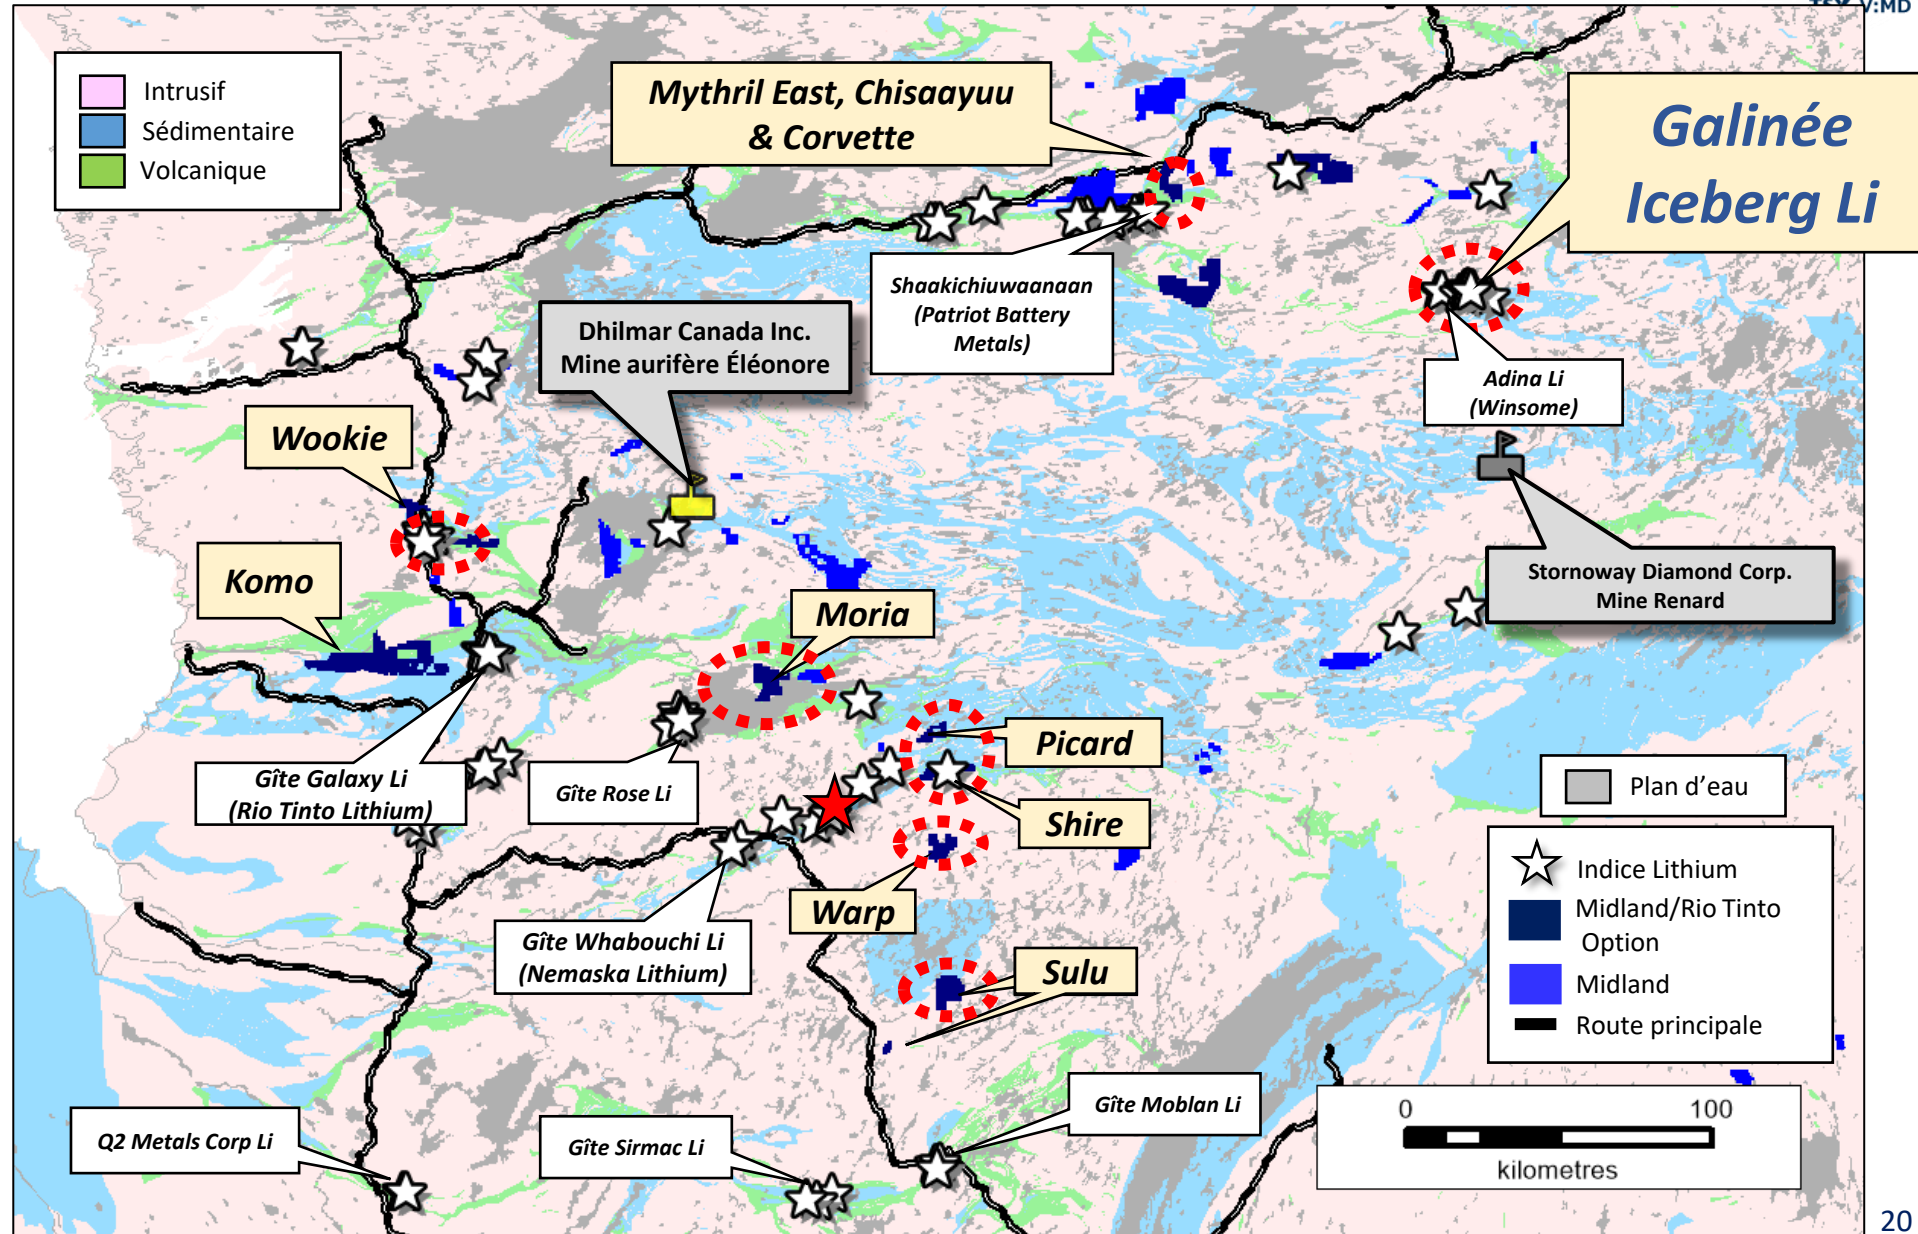 TSX-V:MD
Intrusif
Sédimentaire
Volcanique
Mythril East, Chisaayuu
& Corvette
Galinée
Iceberg Li
Shaakichiuwaanaan
(Patriot Battery
Metals)
Dhilmar Canada Inc.
Mine aurifère Éléonore
Adina Li
(Winsome)
Wookie
Komo
Stornoway Diamond Corp.
Mine Renard
Moria
Picard
Gîte Galaxy Li
(Rio Tinto Lithium)
Gîte Rose Li
Plan d'eau
Shire
Warp
Indice Lithium
Midland/Rio Tinto
Option
Midland
Route principale
Gîte Whabouchi Li
(Nemaska Lithium)
Sulu
Q2 Metals Corp Li
Gîte Sirmac Li
Gîte Moblan Li
0 100
kilometres
20